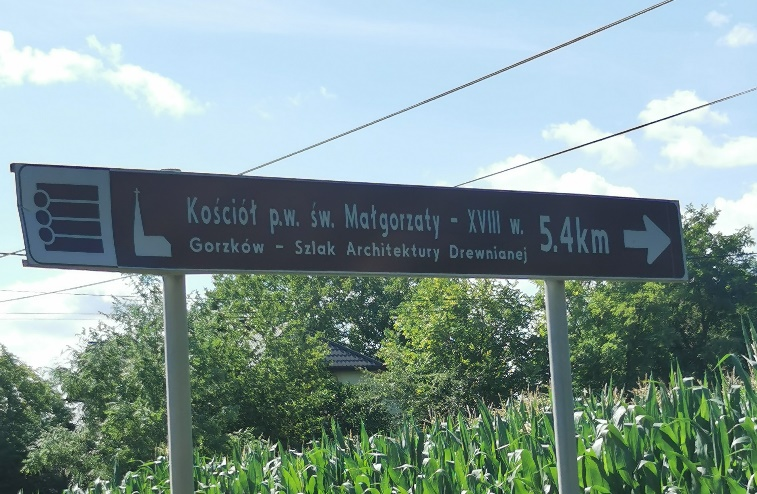 Kościół p.w. św. Małgorzaty - XVIII w. 5.4km
Gorzków - Szlak Architektury Drewnianej